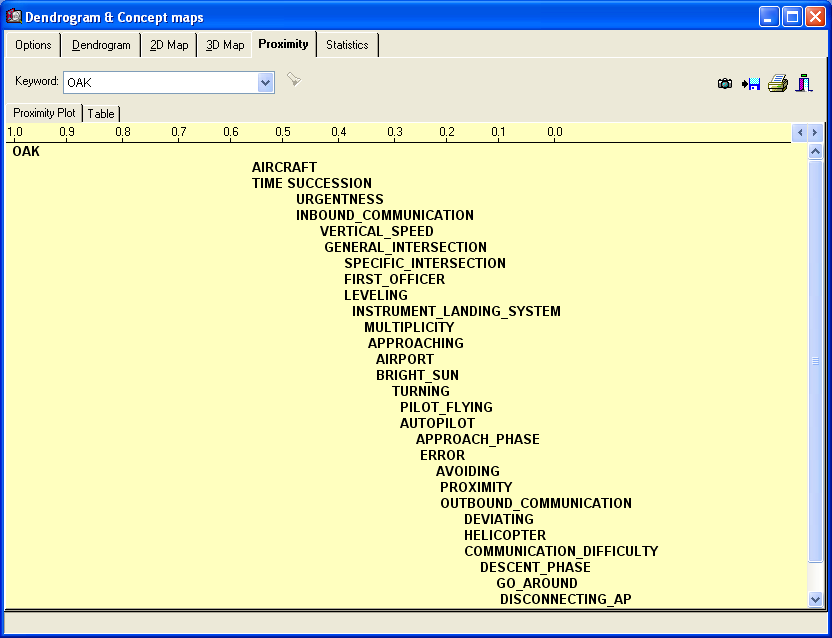 Dendrogram & Concept maps
Options Dendrogram 2D Map 3D Map Proximity Statistics
Keyword: OAK
Proximity Plot Table
1.0 0.9 0.8 0.7 0.6 0.5 0.4 0.3 0.2 0.1 0.0
OAK
AIRCRAFT
TIME SUCCESSION
URGENTNESS
INBOUND_COMMUNICATION
VERTICAL_SPEED
GENERAL_INTERSECTION
SPECIFIC_INTERSECTION
FIRST_OFFICER
LEVELING
INSTRUMENT_LANDING_SYSTEM
MULTIPLICITY
APPROACHING
AIRPORT
BRIGHT_SUN
TURNING
PILOT_FLYING
AUTOPILOT
APPROACH_PHASE
ERROR
AVOIDING
PROXIMITY
OUTBOUND_COMMUNICATION
DEVIATING
HELICOPTER
COMMUNICATION_DIFFICULTY
DESCENT_PHASE
GO_AROUND
DISCONNECTING_AP